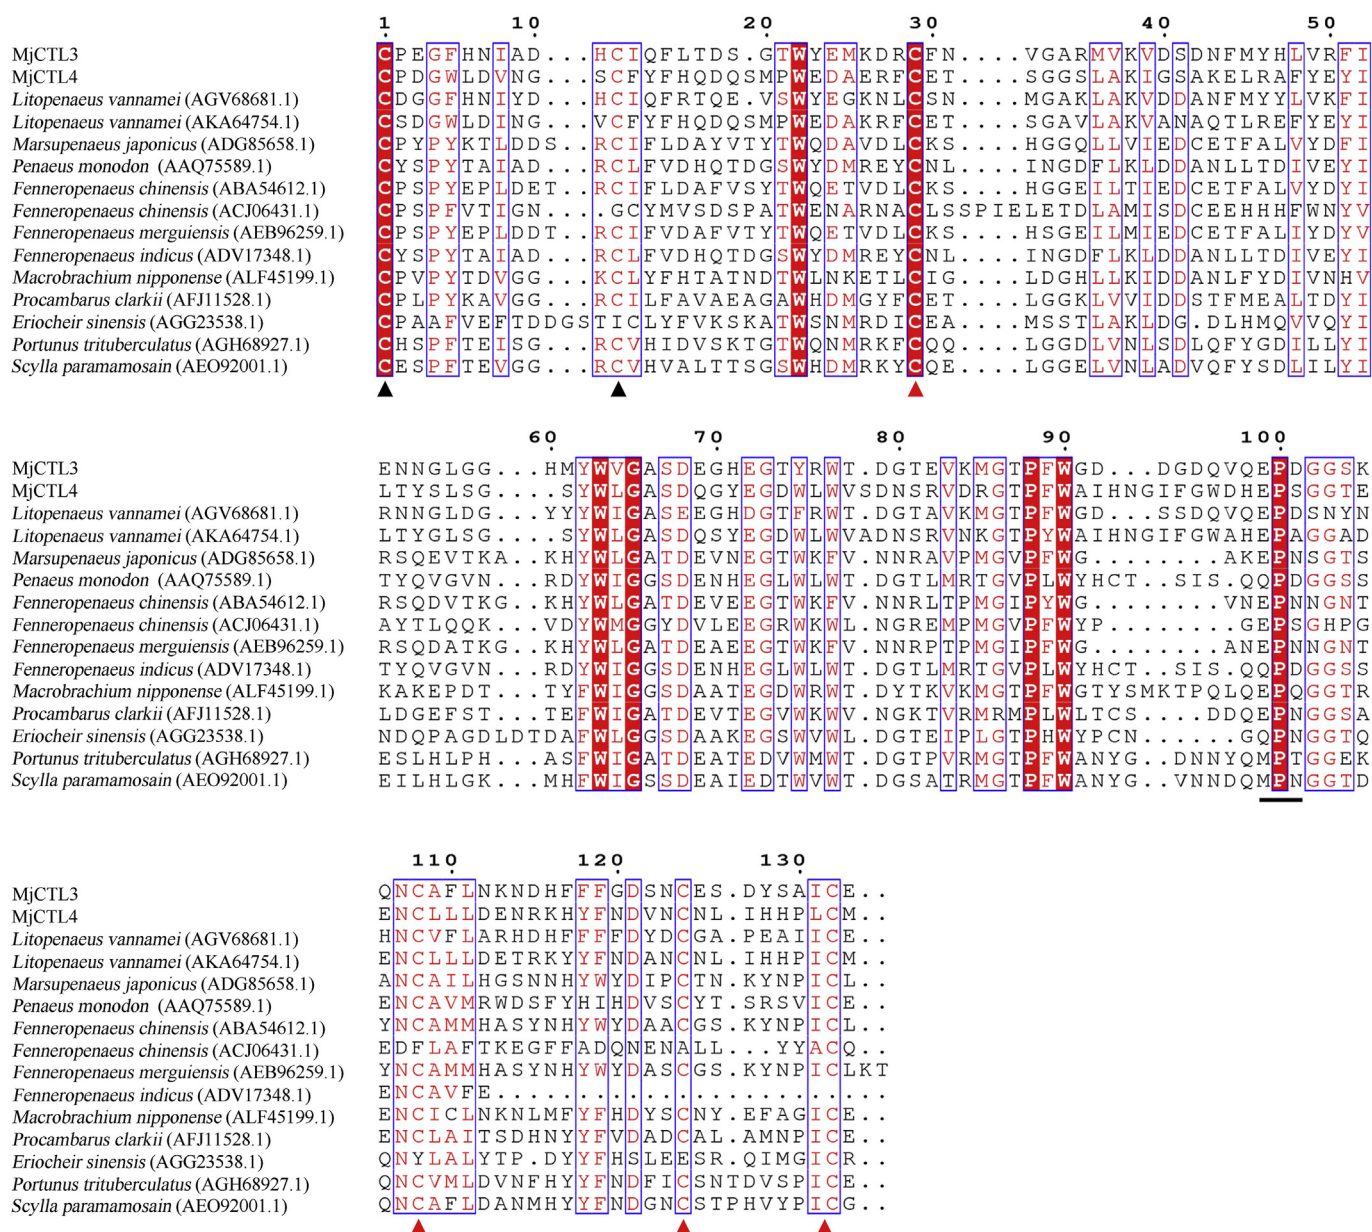 1 10 20 30 40 50
MjCTL3 CPEGFHNIAD...HCIQFLTDS.GTWYEMKDRCFN....VGARMVKVISDNFMYHLVRFI
MjCTL4 CPDGWLDVNG...SCFYFHQDQSMPWEDAERFCET....SGGSLAKIGSAKELRAFYEYI
Litopenaeus vannamei (AGV68681.1) CDGGFHNIYD...HCIQFRTQE.VSWYEGKNLCSN....MGAKLAKVDDANFMYYLVKFI
Litopenaeus vannamei (AKA64754.1) CSDGWLDING...VCFYFHQDQSMPWEDAKRFCET....SGAVLAKVANAQTLREFYEYI
Marsupenaeus japonicus (ADG85658.1) CPYPYKTLDDS..RCIFLDAYVTYTWQDAVDLCKS....HGGQLLVIEDCETFALVYDFI
Penaeus monodon (AAQ75589.1) CYSPYTAIAD...RCLFVDHQTDGSWYDMREYCNL....INGDFLKLDDANLLTDIVEYI
Fenneropenaeus chinensis (ABA54612.1) CPSPYEPLDET..RCIFLDAFVSYTWQETVDLCKS....HGGEILTIEDCETFALVYDYI
Fenneropenaeus chinensis (ACJ06431.1) CPSPFVTIGN....GCYMVSDSPATWENARNACLSSPIELETDLAMISDCEEHHHFWNYV
Fenneropenaeus merguiensis (AEB96259.1) CPSPYEPLDDT..RCIFVDAFVTYTWQETVDLCKS....HSGEILMIEDCETFALIYDYV
Fenneropenaeus indicus (ADV17348.1) CYSPYTAIAD...RCLFVDHQTDGSWYDMREYCNL....INGDFLKLDDANLLTDIVEYI
Macrobrachium nipponense (ALF45199.1) CPVPYTDVGG...KCLYFHTATNDTWLNKETLCIG....LDGHLLKIDDANLFYDIVNHV
Procambarus clarkii (AFJ11528.1) CPLPYKAVGG...RCILFAVAEAGAWHDMGYFCET....LGGKLVVIDDSTFMEALTDYI
Eriocheir sinensis (AGG23538.1) CPAAFVEFTDDGSTICLYFVKSKATWSNMRDICEA....MSSTLAKLDG.DLHMQVVQYI
Portunus trituberculatus (AGH68927.1) CHSPFTEISG...RCVHIDVSKTGTWQNMRKFCQQ....LGGDLVNLSDLQFYGDILLYI
Scylla paramamosain (AEO92001.1) CESPFTEVGG...RCVHVALTTSGSWHDMRKYCQE....LGGELVNLADVQFYSDLILYI
60 70 80 90 100
MjCTL3 ENNGLGG...HMYWVGASDEGHEGTYRWT.DGTEVKMGTPFWGD...DGDQVQEPDGGSK
MjCTL4 LTYSLSG....SYWLGASDQGYEGDWLWVSDNSRVDRGTPFWAIHNGIFGWDHEPSGGTE
Litopenaeus vannamei (AGV68681.1) RNNGLDG...YYYWIGASEEGHDGTFRWT.DGTAVKMGTPFWGD...SSDQVQEPDSNYN
Litopenaeus vannamei (AKA64754.1) LTYGLSG....SYWLGASDQSYEGDWLWVADNSRVNKGTPYWAIHNGIFGWAHEPAGGAD
Marsupenaeus japonicus (ADG85658.1) RSQEVTKA..KHYWLGATDEVNEGTWKFV.NNRAVPMGVPFWGS......AKEPNSGTS
Penaeus monodon (AAQ75589.1) TYQVGVN...RDYWIGGSDENHEGLWLWT.DGTLMRTGVPLWYHCT..SIS.QQPDGGSS
Fenneropenaeus chinensis (ABA54612.1) RSQDVTKG..KHYWLGATDEVEEGTWKFV.NNRLTPMGIPYWG........VNEPNNGNT
Fenneropenaeus chinensis (ACJ06431.1) AYTLQQK...VDYWMGGYDVLEEGRWKWL.NGREMPMGVPFWYP........GEPSGHPG
Fenneropenaeus merguiensis (AEB96259.1) RSQDATKG..KHYWLGATDEAEEGTWKFV.NNRPTPMGIPFWG........ANEPNNGNT
Fenneropenaeus indicus (ADV17348.1) TYQVGVN...RDYWIGGSDENHEGLWLWT.DGTLMRTGVPLWYHCT..SIS.QQPDGGSS
Macrobrachium nipponense (ALF45199.1) KAKEPDT...TYFWIGGSDAATEGDWRWT.DYTKVKMGTPFWGTYSMKTPQLQEPQGGTR
Procambarus clarkii (AFJ11528.1) LDGEFST...TEFWIGATDEVTEGVWKWV.NGKTVRMRMPLWLTCS....DDQEPNGGSA
Eriocheir sinensis (AGG23538.1) NDQPAGDLDTDAFWLGGSDAAKEGSWVWL.DGTEIPLGTPHWYPCN......GQPNGGTQ
Portunus trituberculatus (AGH68927.1) ESLHLPH...ASFWIGATDEATEDVWMWT.DGTPVRMGTPFWANYG..DNNYQMPTGGEK
Scylla paramamosain (AEO92001.1) EILHLGK...MHFWIGSSDEAIEDTWVWT.DGSATRMGTPFWANYG..VNNDQMPNGGTD
110 120 130
MjCTL3 QNCAFLNKNDHFFFGDSNCES.DYSAICE..
MjCTL4 ENCLLLDENRKHYFNDVNCNL.IHHPLCM..
Litopenaeus vannamei (AGV68681.1) HNCVFLARHDHFFFFDYDCGA.PEAIICE..
Litopenaeus vannamei (AKA64754.1) ENCLLLDETRKYYFNDANCNL.IHHPICM..
Marsupenaeus japonicus (ADG85658.1) ANCAILHGSNNHYWYDIPCTN.KYNPICL..
Penaeus monodon (AAQ75589.1) ENCAVMRWDSFYHIHDVSCYT.SRSVICE..
Fenneropenaeus chinensis (ABA54612.1) YNCAMMHASYNHYWYDAACGS.KYNPICL..
Fenneropenaeus chinensis (ACJ06431.1) EDFLAFTKEGFFADQNENALL...YYACQ..
Fenneropenaeus merguiensis (AEB96259.1) YNCAMMHASYNHYWYDASCGS.KYNPICLKT
Fenneropenaeus indicus (ADV17348.1) ENCAVFE........................
Macrobrachium nipponense (ALF45199.1) ENCICLNKNLMFYFHDYSCNY.EFAGICE..
Procambarus clarkii (AFJ11528.1) ENCLAITSDHNYYFVDADCAL.AMNPICE..
Eriocheir sinensis (AGG23538.1) QNYLALYTP.DYYFHSLEESR.QIMGICR..
Portunus trituberculatus (AGH68927.1) QNCVMLDVNFHYYFNDFICSNTDVSPICE..
Scylla paramamosain (AEO92001.1) QNCAFLDANMHYYFNDGNCSTPHVYPICG..